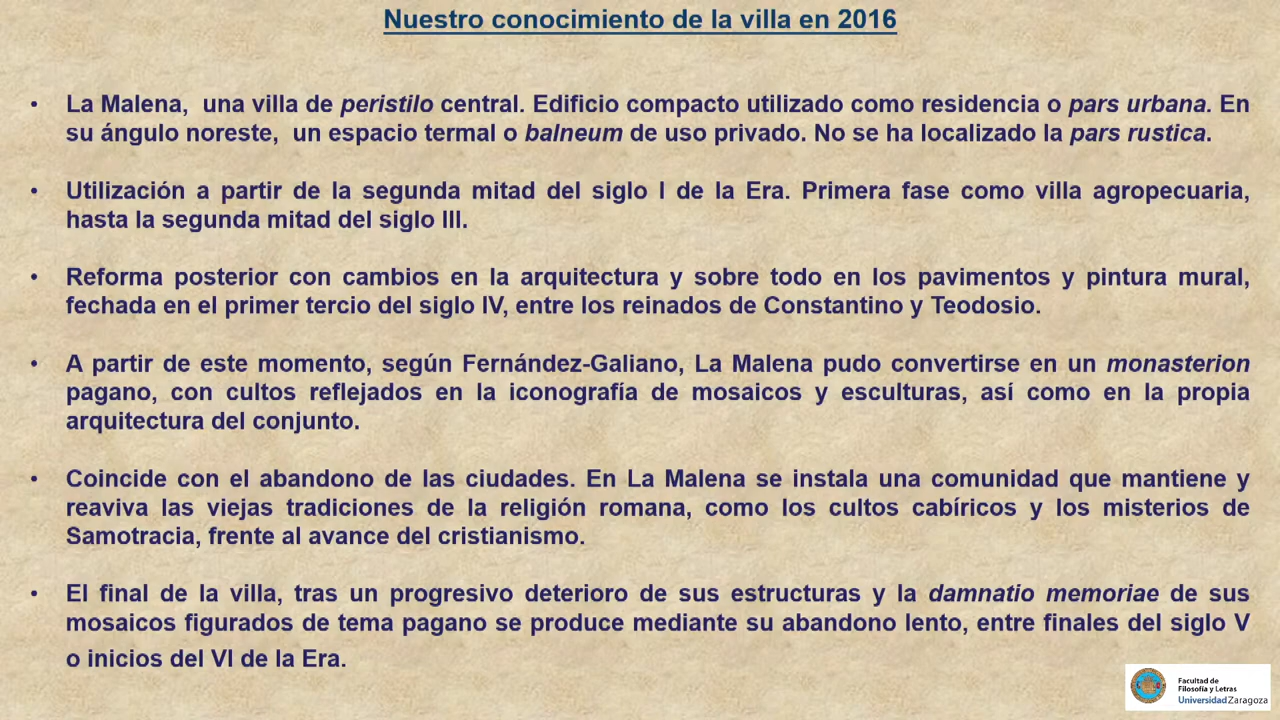 Nuestro conocimiento de la villa en 2016
• La Malena, una villa de peristilo central. Edificio compacto utilizado como residencia o pars urbana. En
su ángulo noreste, un espacio termal o balneum de uso privado. No se ha localizado la pars rustica.
• Utilización a partir de la segunda mitad del siglo I de la Era. Primera fase como villa agropecuaria,
hasta la segunda mitad del siglo III.
• Reforma posterior con cambios en la arquitectura y sobre todo en los pavimentos y pintura mural,
fechada en el primer tercio del siglo IV, entre los reinados de Constantino y Teodosio.
• A partir de este momento, según Fernández-Galiano, La Malena pudo convertirse en un monasterion
pagano, con cultos reflejados en la iconografía de mosaicos y esculturas, así como en la propia
arquitectura del conjunto.
• Coincide con el abandono de las ciudades. En La Malena se instala una comunidad que mantiene y
reaviva las viejas tradiciones de la religión romana, como los cultos cabíricos y los misterios de
Samotracia, frente al avance del cristianismo.
• El final de la villa, tras un progresivo deterioro de sus estructuras y la damnatio memoriae de sus
mosaicos figurados de tema pagano se produce mediante su abandono lento, entre finales del siglo V
o inicios del VI de la Era.
Facultad de
Filosofía y Letras
Universidad Zaragoza